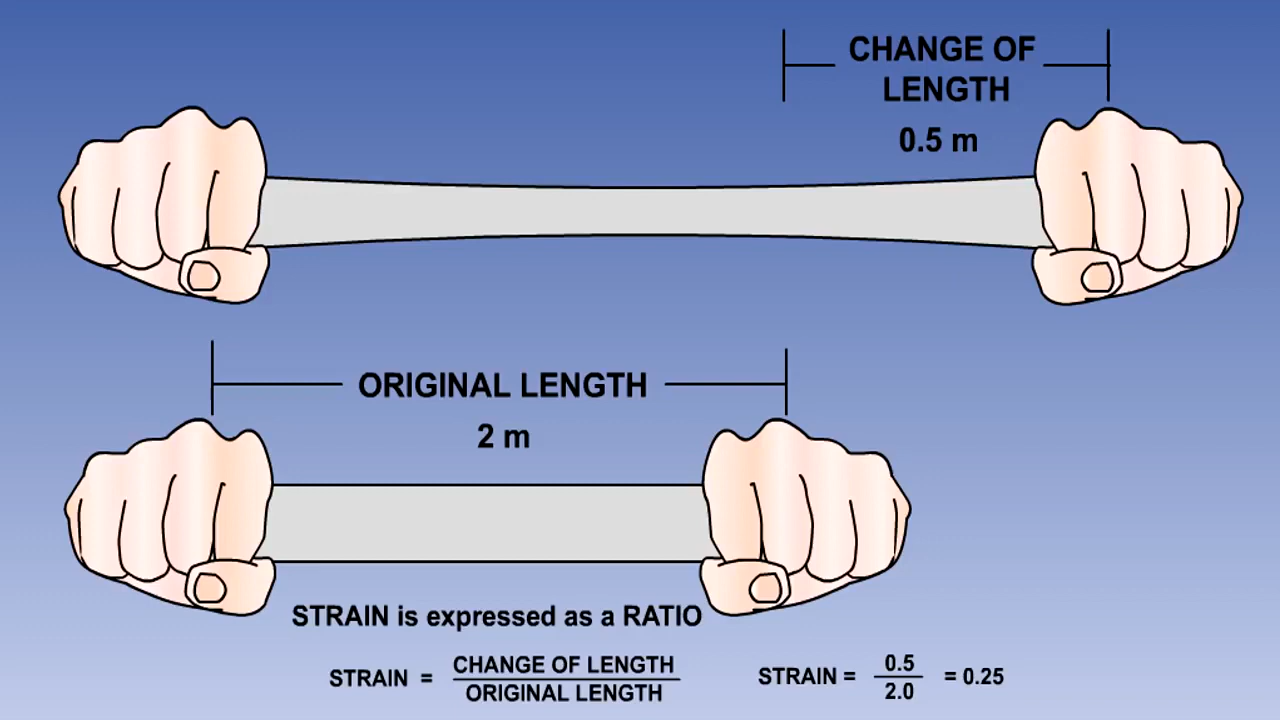 CHANGE OF
LENGTH
0.5 m
ORIGINAL LENGTH
2 m
STRAIN is expressed as a RATIO
STRAIN = CHANGE OF LENGTH
ORIGINAL LENGTH
STRAIN = 0.5
2.0
= 0.25